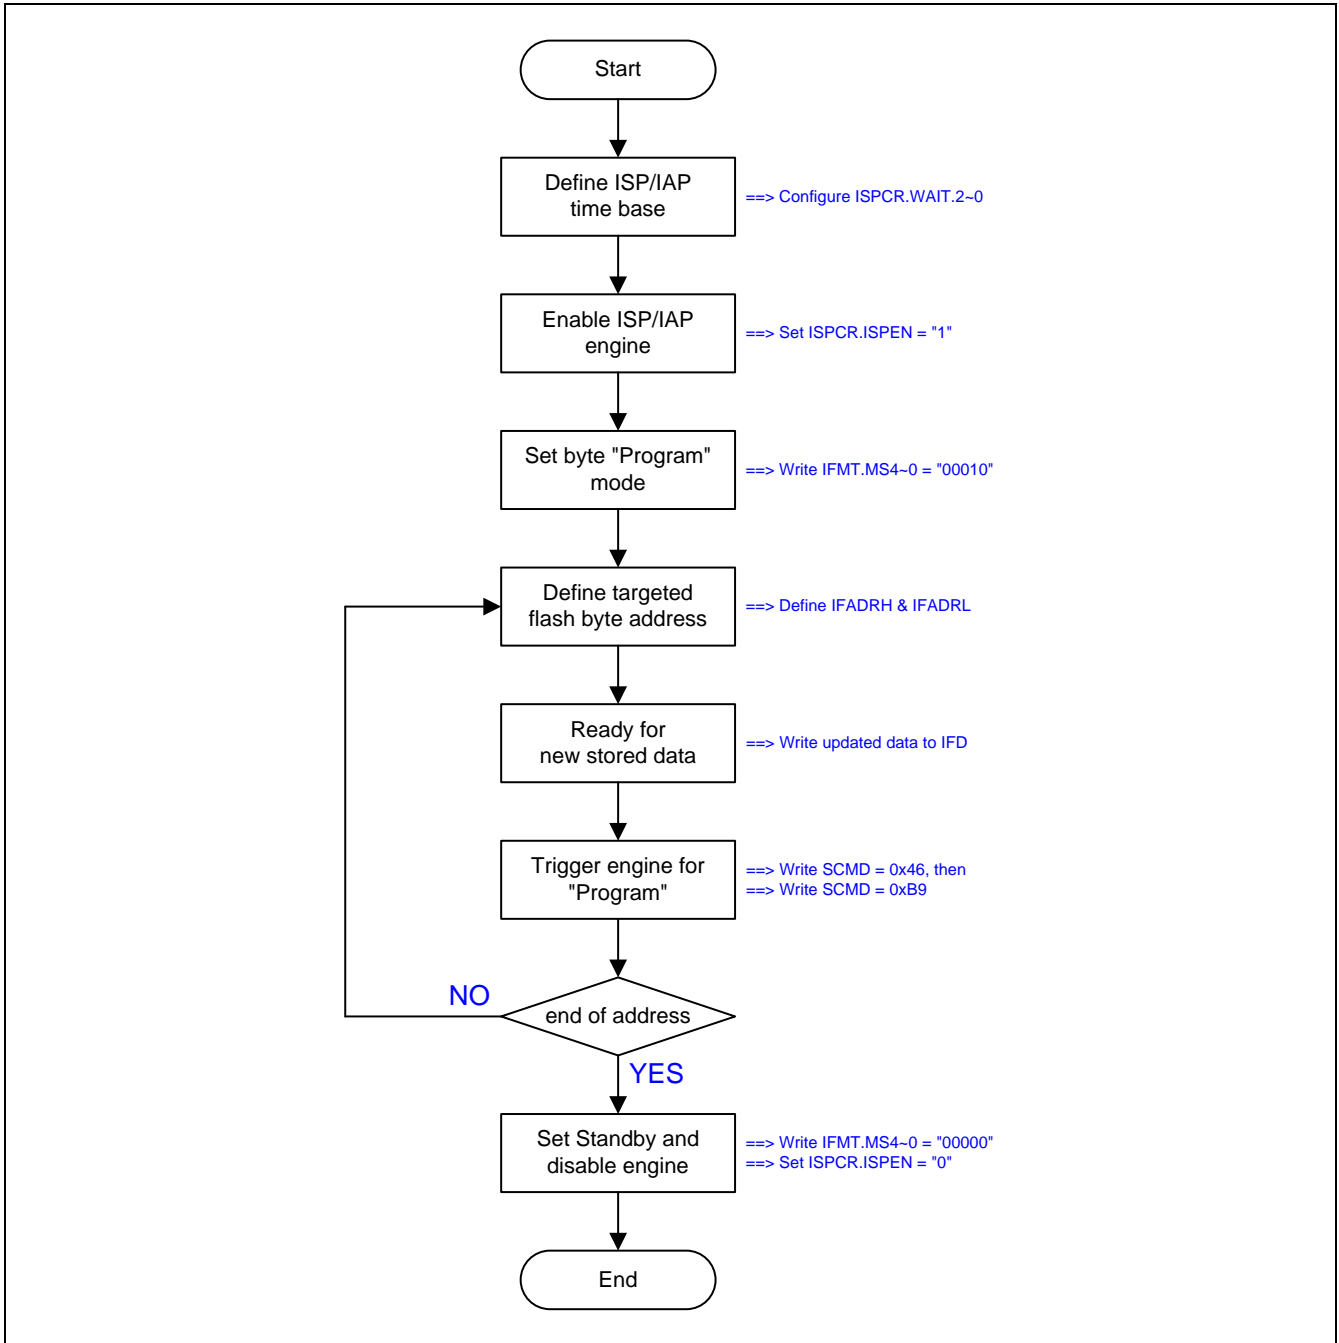 Start
Define ISP/IAP
time base
==> Configure ISPCR.WAIT.2~0
Enable ISP/IAP
engine
==> Set ISPCR.ISPEN = "1"
Set byte "Program"
mode
==> Write IFMT.MS4~0 = "00010"
Define targeted
flash byte address
==> Define IFADRH & IFADRL
Ready for
new stored data
==> Write updated data to IFD
Trigger engine for
"Program"
==> Write SCMD = 0x46, then
==> Write SCMD = 0xB9
NO
end of address
YES
Set Standby and
disable engine
==> Write IFMT.MS4~0 = "00000"
==> Set ISPCR.ISPEN = "0"
End